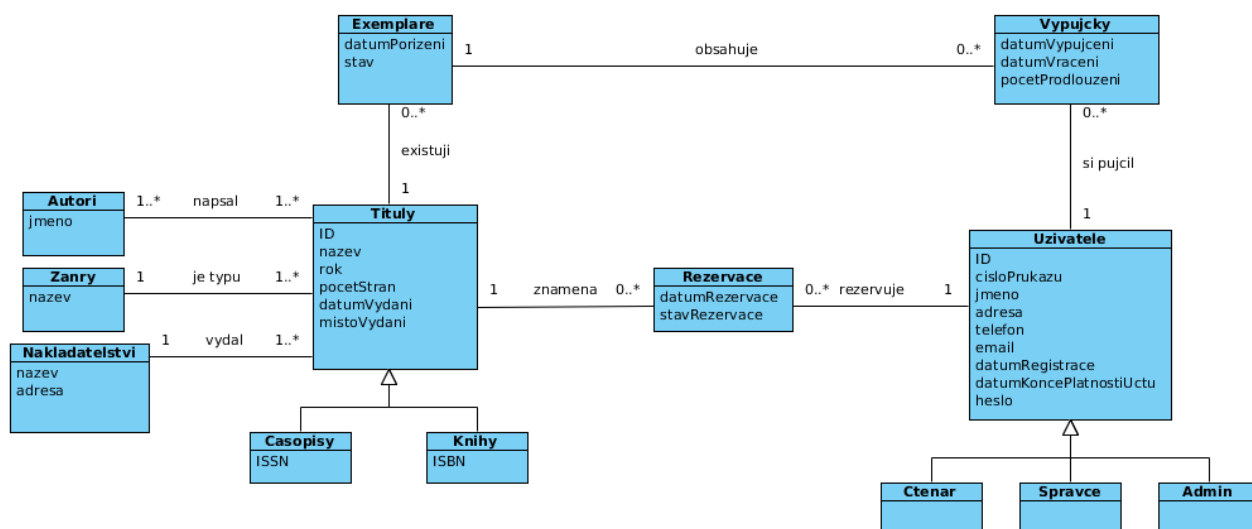 Exemplare
datumPorizeni
stav
1 obsahuje 0..*
Vypujcky
datumVypujceni
datumVraceni
pocetProdlouzeni
0..*
existuji
1
0..*
si pujcil
1
Autori
jmeno
1..* napsal 1..*
Zanry
nazev
1 je typu 1..*
Nakladatelstvi
nazev
adresa
1 vydal 1..*
Tituly
ID
nazev
rok
pocetStran
datumVydani
mistoVydani
1 znamena 0..*
Rezervace
datumRezervace
stavRezervace
0..* rezervuje 1
Uzivatele
ID
cisloPrukazu
jmeno
adresa
telefon
email
datumRegistrace
datumKoncePlatnostiUctu
heslo
Casopisy
ISSN
Knihy
ISBN
Ctenar
Spravce
Admin